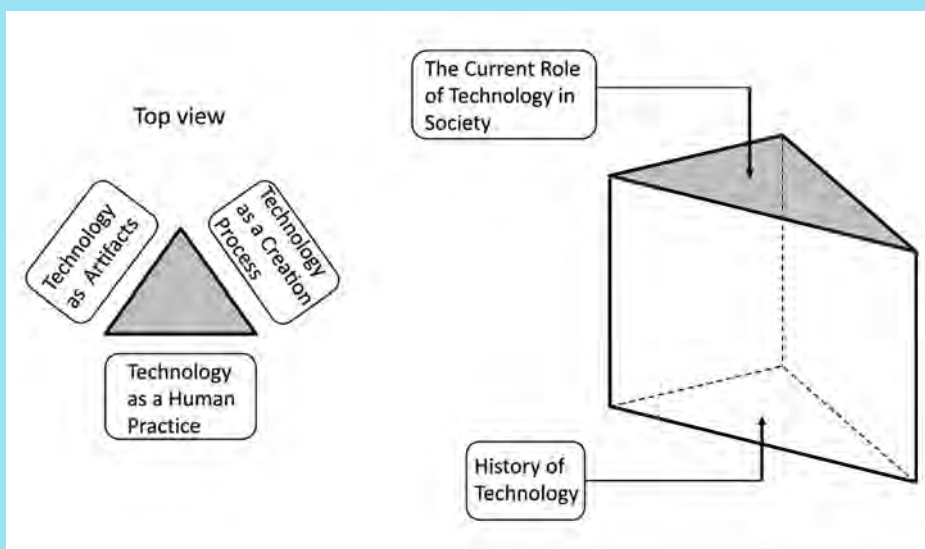 The Current Role
of Technology in
Society
Top view
Technology
as Artifacts
Technology
as a Creation
Process
Technology
as a Human
Practice
History of
Technology